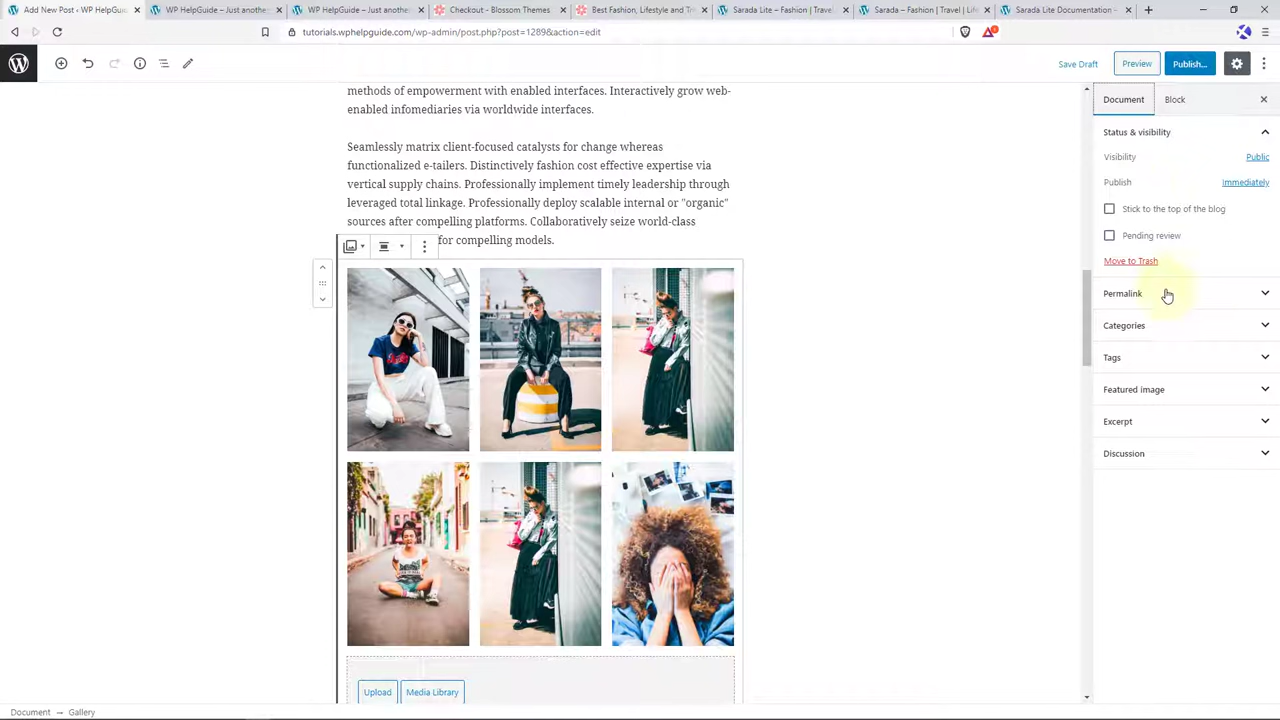 Add New Post ‹ WP HelpGuid
WP HelpGuide – Just anothe
WP HelpGuide – Just anothe
Checkout - Blossom Themes
Best Fashion, Lifestyle and Tr
Sarada Lite – Fashion | Travel
Sarada – Fashion | Travel | Life
Sarada Lite Documentation –
tutorials.wphelpguide.com/wp-admin/post.php?post=1289&action=edit
Save Draft
Preview
Publish...
methods of empowerment with enabled interfaces. Interactively grow web-
enabled infomediaries via worldwide interfaces.
Seamlessly matrix client-focused catalysts for change whereas
functionalized e-tailers. Distinctively fashion cost effective expertise via
vertical supply chains. Professionally implement timely leadership through
leveraged total linkage. Professionally deploy scalable internal or "organic"
sources after compelling platforms. Collaboratively seize world-class
for compelling models.
Upload
Media Library
Document
Block
Status & visibility
Visibility
Public
Publish
Immediately
Stick to the top of the blog
Pending review
Move to Trash
Permalink
Categories
Tags
Featured image
Excerpt
Discussion
Document → Gallery